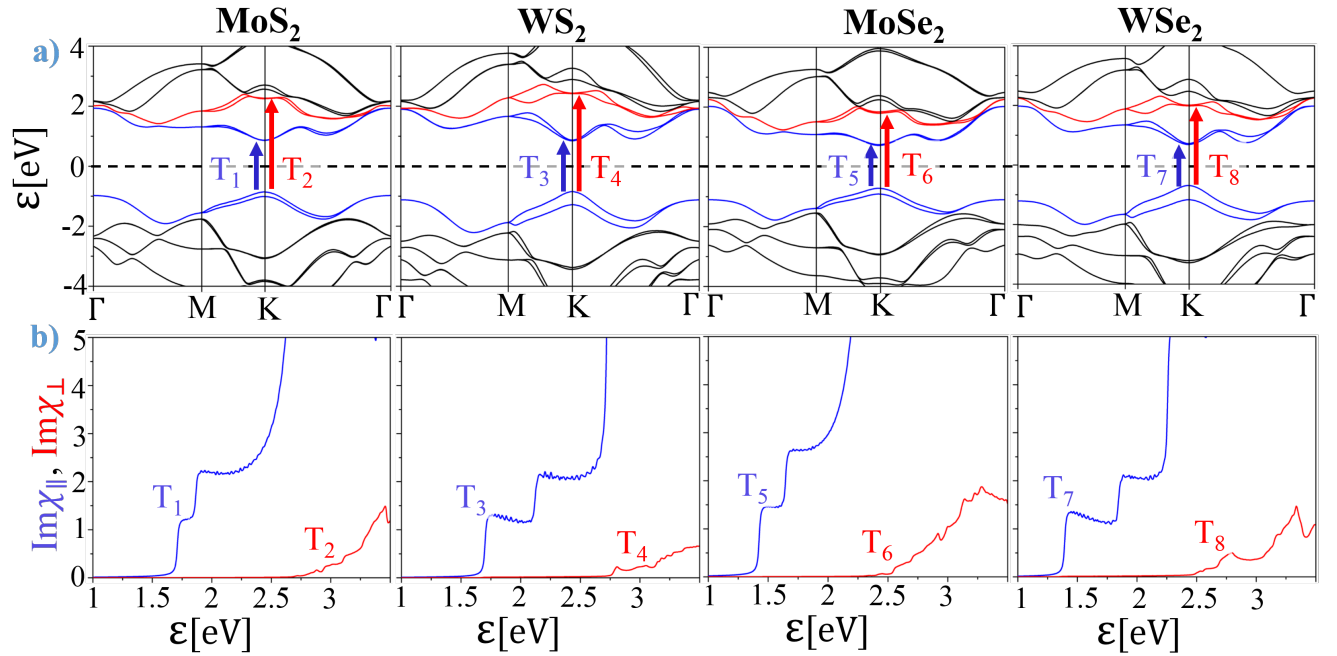 MoS2 WS2 MoSe2 WSe2
a)
ε[eV]
4
2
0
-2
-4
T1 T2 T3 T4 T5 T6 T7 T8
Γ M K Γ Γ M K Γ Γ M K Γ Γ M K Γ
b)
Imχ∥, Imχ⊥
5
4
3
2
1
0
T1 T2 T3 T4 T5 T6 T7 T8
1 1.5 2 2.5 3 1 1.5 2 2.5 3 1 1.5 2 2.5 3 1 1.5 2 2.5 3
ε[eV] ε[eV] ε[eV] ε[eV]